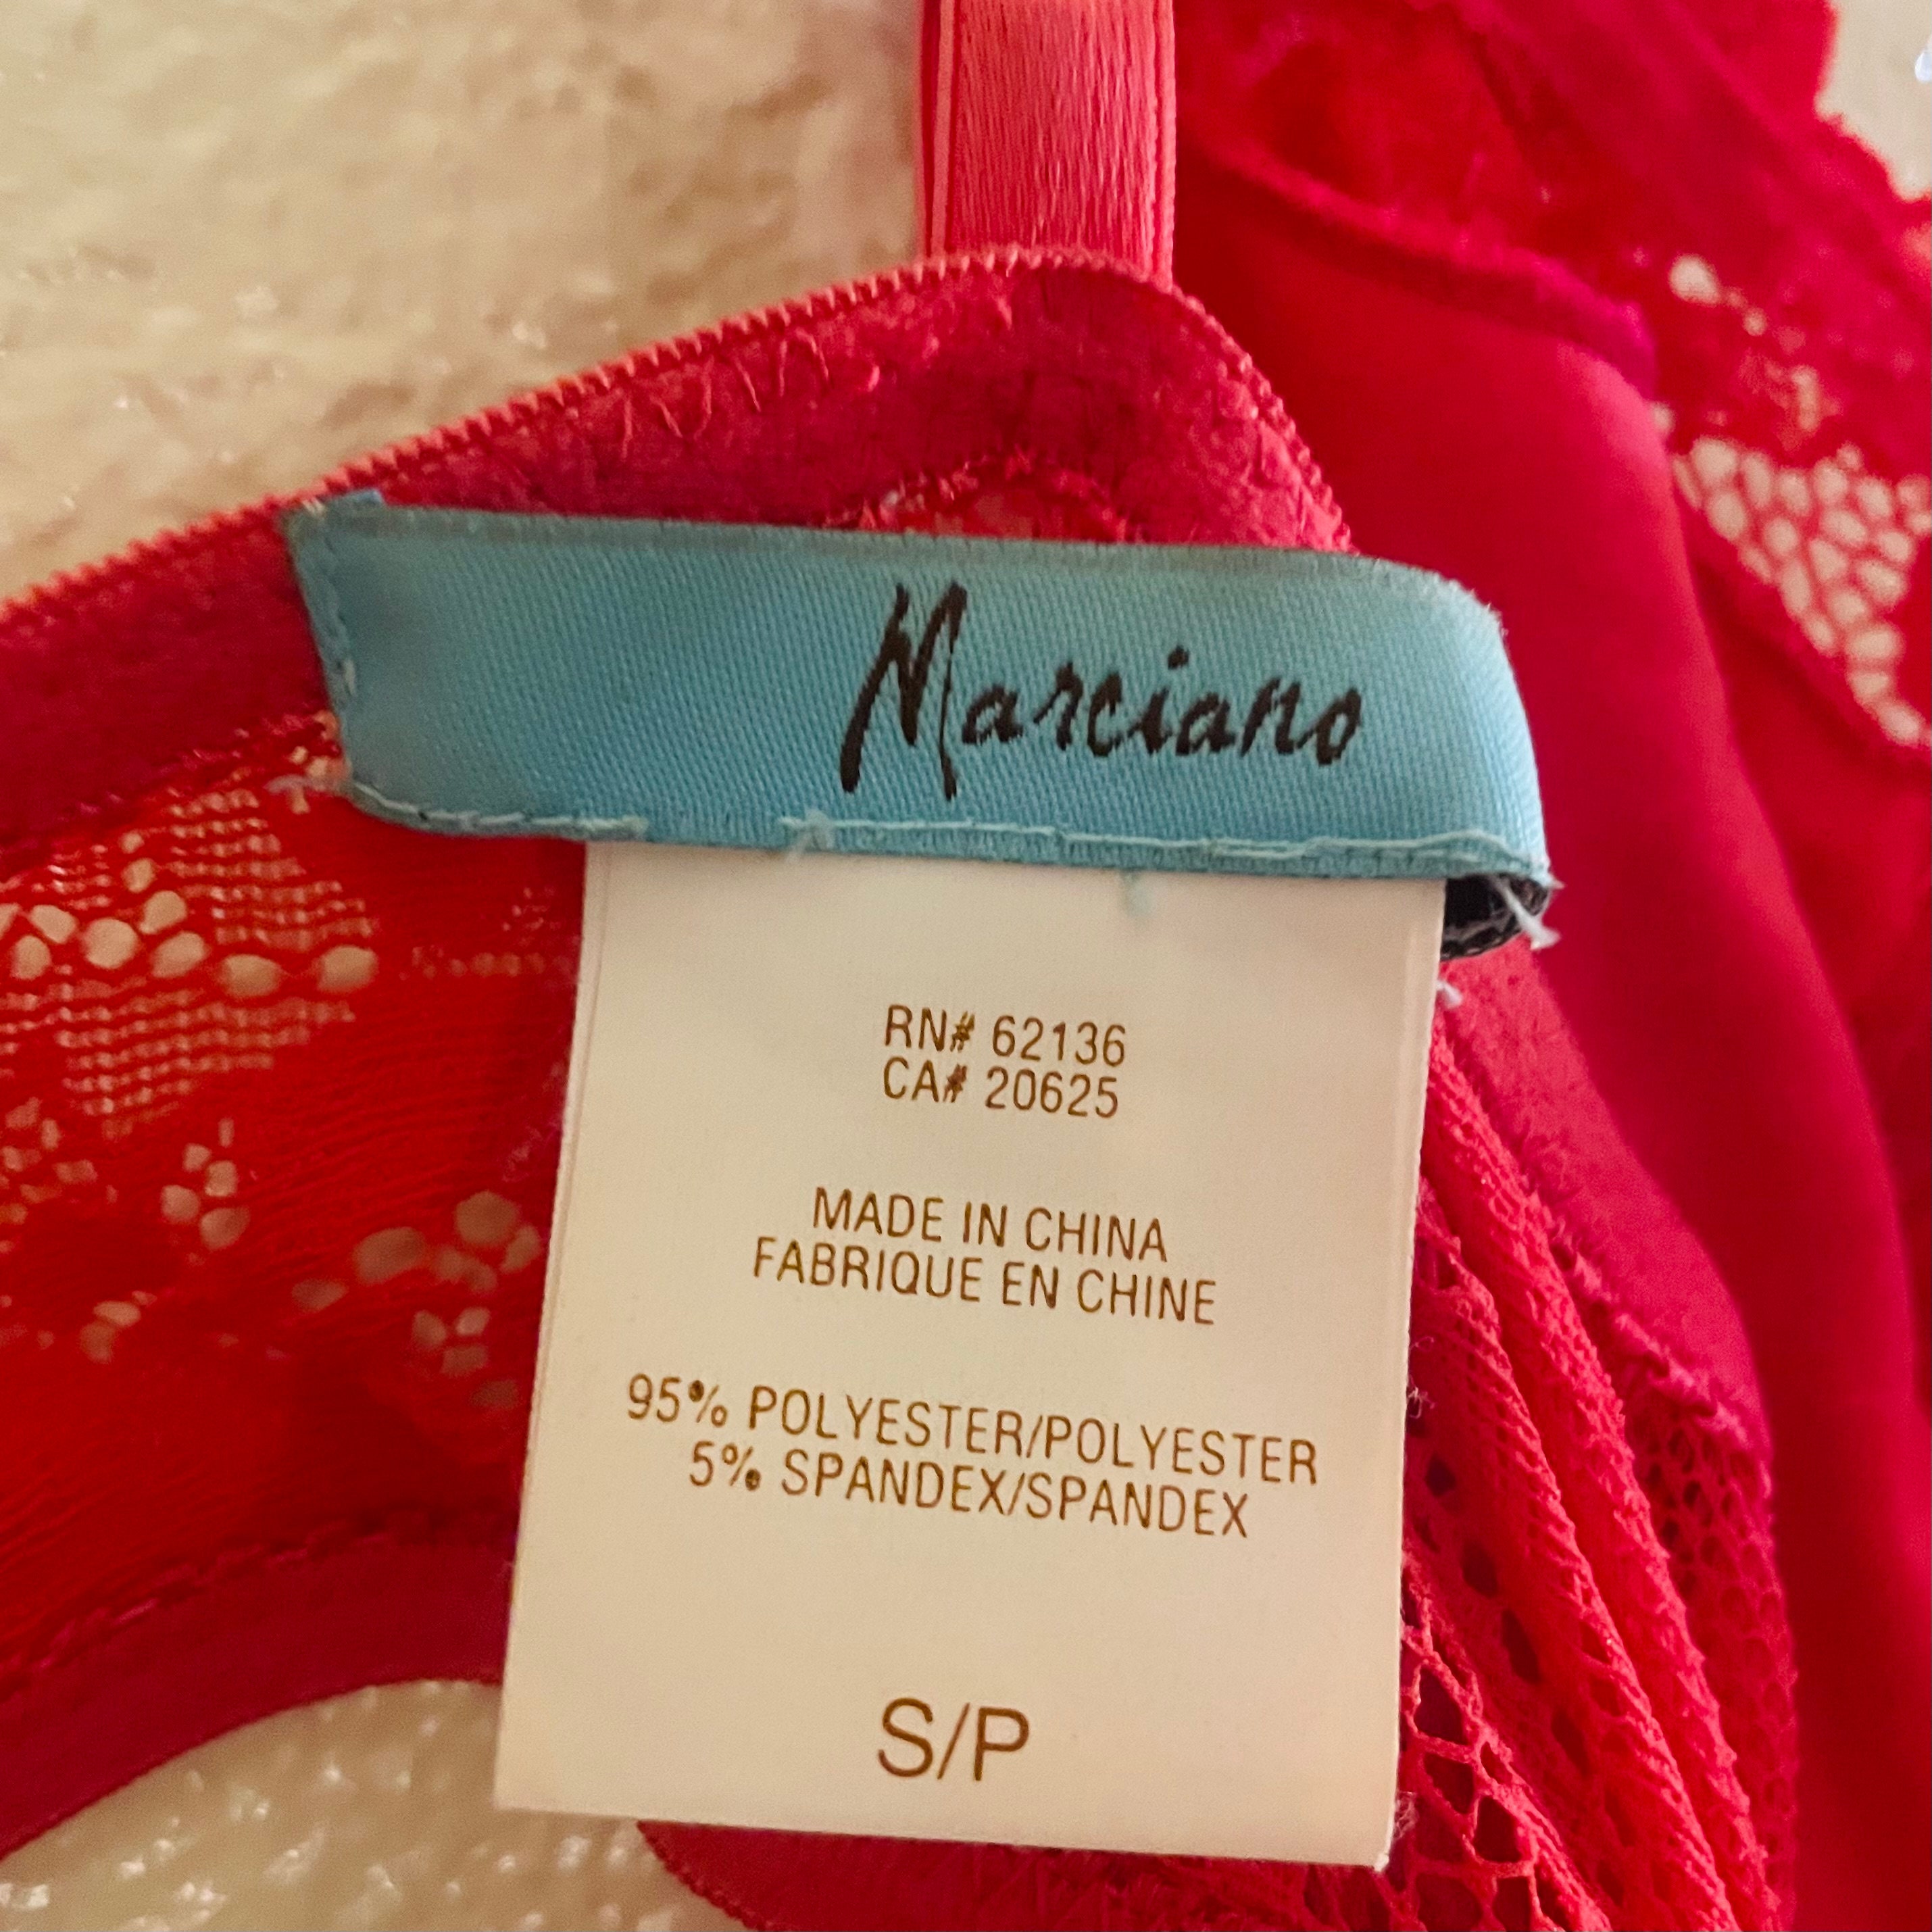 Marciano
RN# 62136
CA# 20625
MADE IN CHINA
FABRIQUE EN CHINE
95% POLYESTER/POLYESTER
5% SPANDEX/SPANDEX
S/P